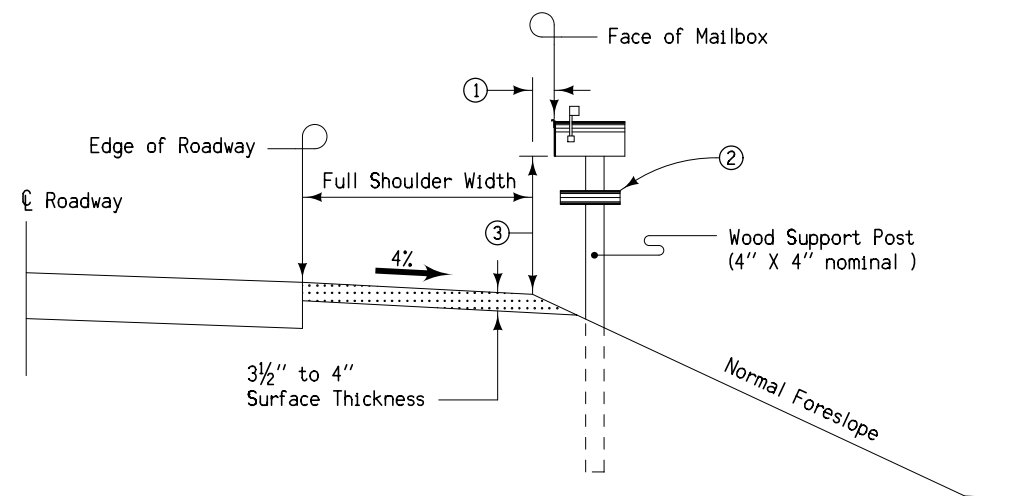 Face of Mailbox
①
Edge of Roadway
②
Full Shoulder Width
℄ Roadway
③
Wood Support Post
(4" X 4" nominal )
4%
3½" to 4"
Surface Thickness
Normal Foreslope